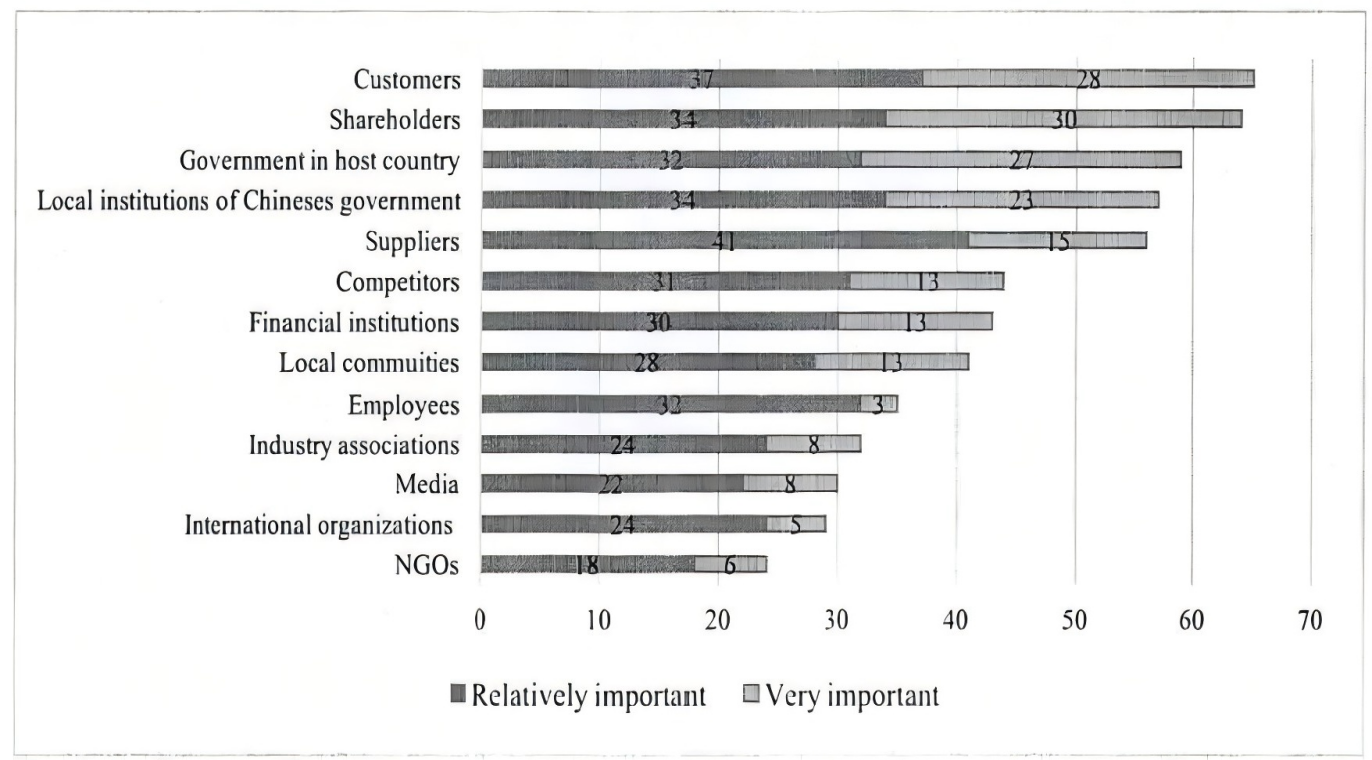 Customers 37 28
Shareholders 34 30
Government in host country 32 27
Local institutions of Chineses government 34 23
Suppliers 41 15
Competitors 31 13
Financial institutions 30 13
Local commuities 28 13
Employees 32 3
Industry associations 24 8
Media 22 8
International organizations 24 5
NGOs 18 6
0 10 20 30 40 50 60 70
Relatively important Very important